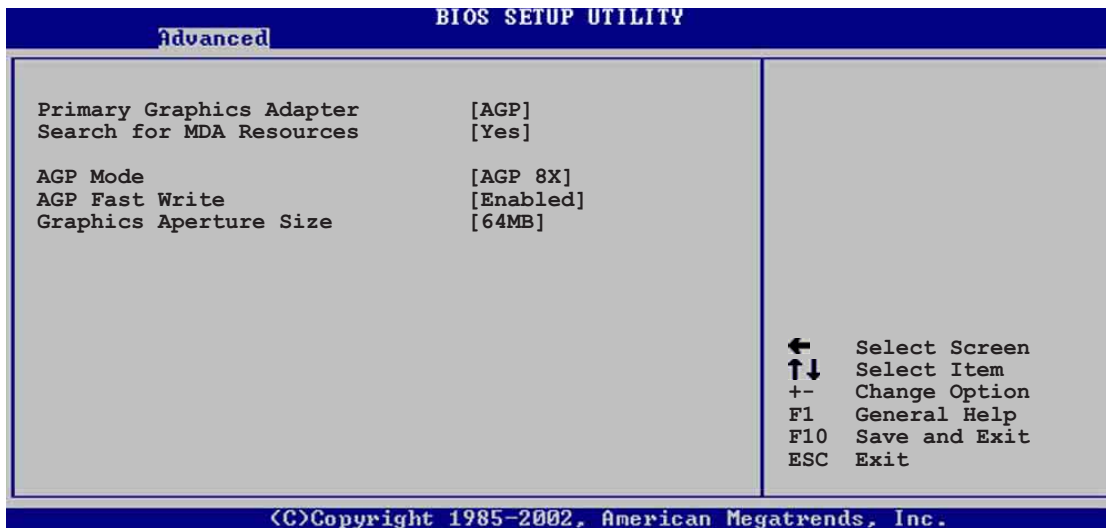 BIOS SETUP UTILITY
Advanced
Primary Graphics Adapter [AGP]
Search for MDA Resources [Yes]
AGP Mode [AGP 8X]
AGP Fast Write [Enabled]
Graphics Aperture Size [64MB]
← Select Screen
↑↓ Select Item
+- Change Option
F1 General Help
F10 Save and Exit
ESC Exit
(C)Copyright 1985-2002, American Megatrends, Inc.